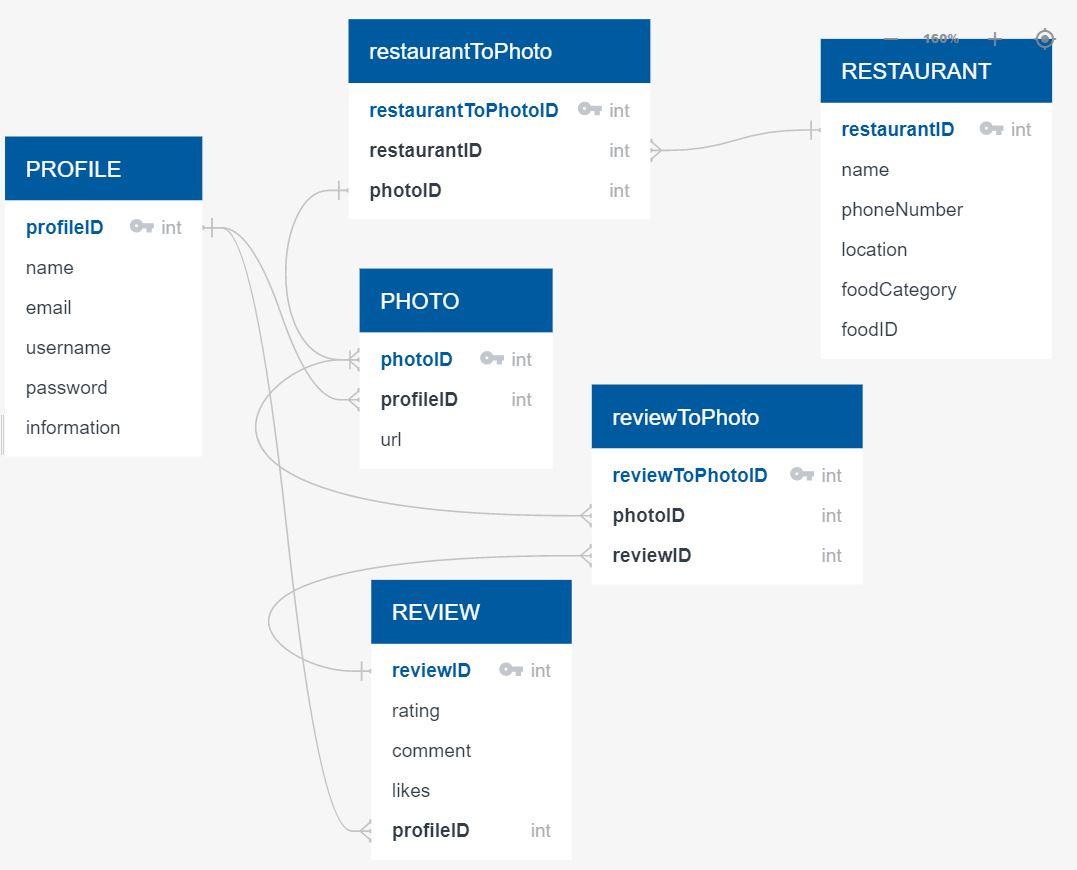 restaurantToPhoto
restaurantToPhotoID int
restaurantID int
photoID int
160%
RESTAURANT
restaurantID int
name
phoneNumber
location
foodCategory
foodID
PROFILE
profileID int
name
email
username
password
information
PHOTO
photoID int
profileID int
url
reviewToPhoto
reviewToPhotoID int
photoID int
reviewID int
REVIEW
reviewID int
rating
comment
likes
profileID int